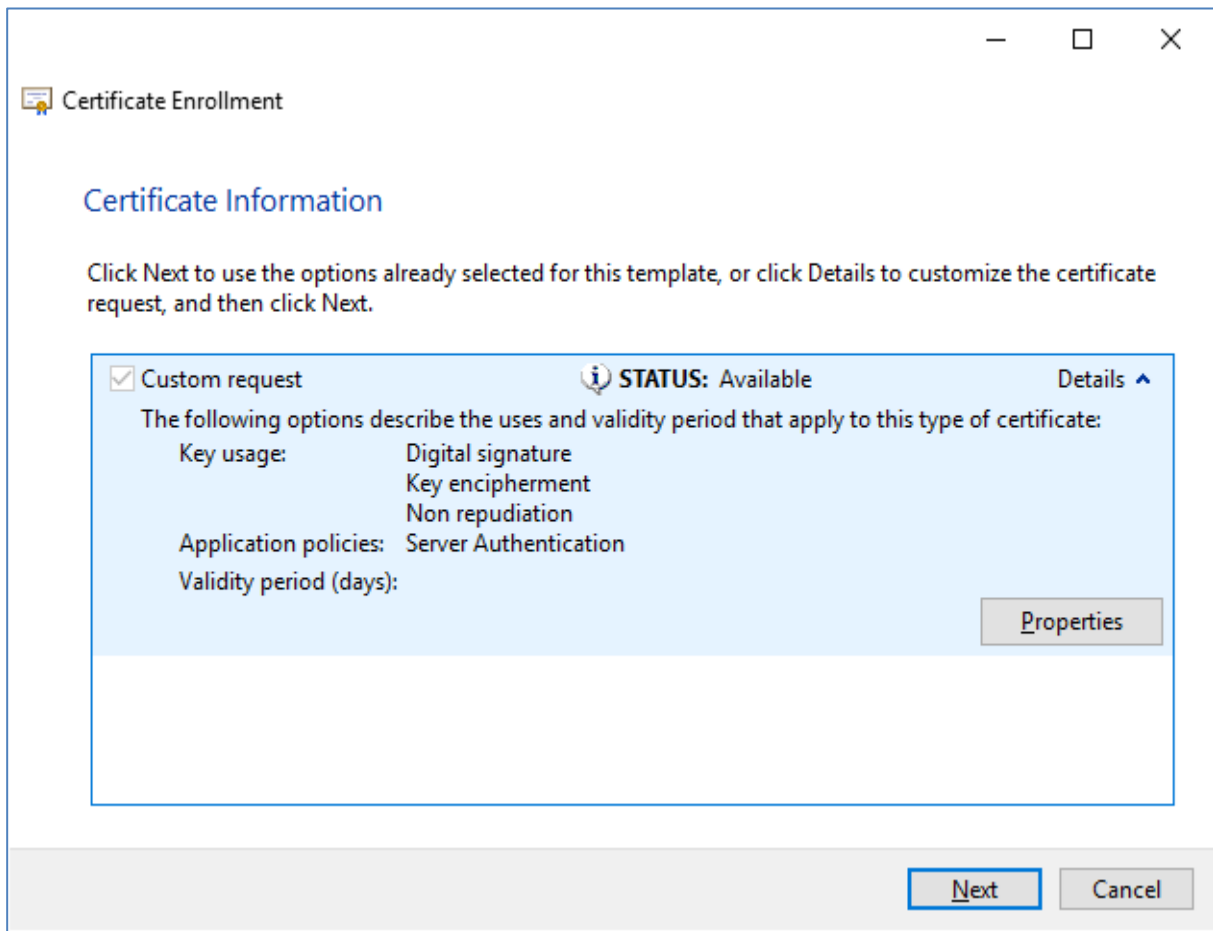 Certificate Enrollment
Certificate Information
Click Next to use the options already selected for this template, or click Details to customize the certificate
request, and then click Next.
Custom request STATUS: Available Details
The following options describe the uses and validity period that apply to this type of certificate:
Key usage: Digital signature
Key encipherment
Non repudiation
Application policies: Server Authentication
Validity period (days):
Properties
Next Cancel